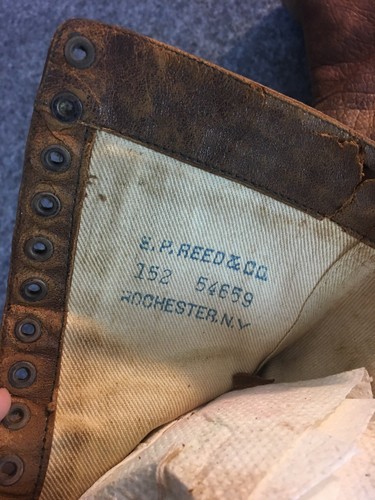 E. P. REED & CO.
152 54659
ROCHESTER, N.Y.